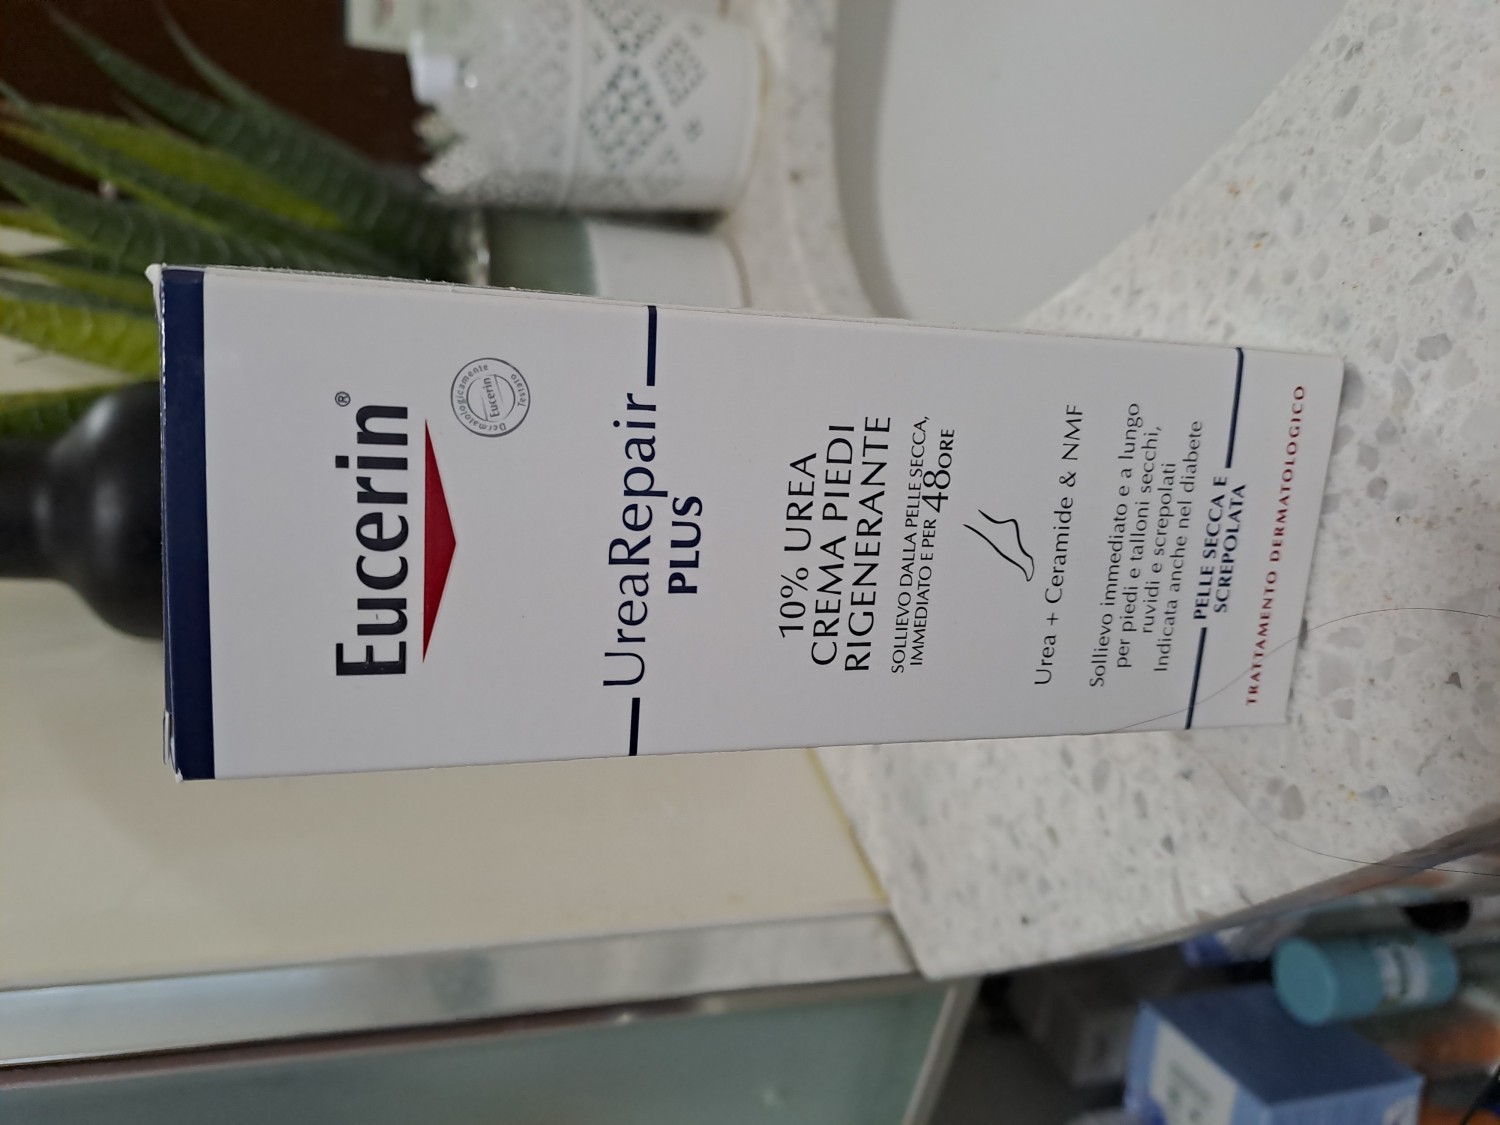 Eucerin®
Dermatologicamente
Eucerin
Testato
UreaRepair
PLUS
10% UREA
CREMA PIEDI
RIGENERANTE
SOLLIEVO DALLA PELLE SECCA,
IMMEDIATO E PER 48ORE
Urea + Ceramide & NMF
Sollievo immediato e a lungo
per piedi e talloni secchi,
ruvidi e screpolati
Indicata anche nel diabete
PELLE SECCA E
SCREPOLATA
TRATTAMENTO DERMATOLOGICO